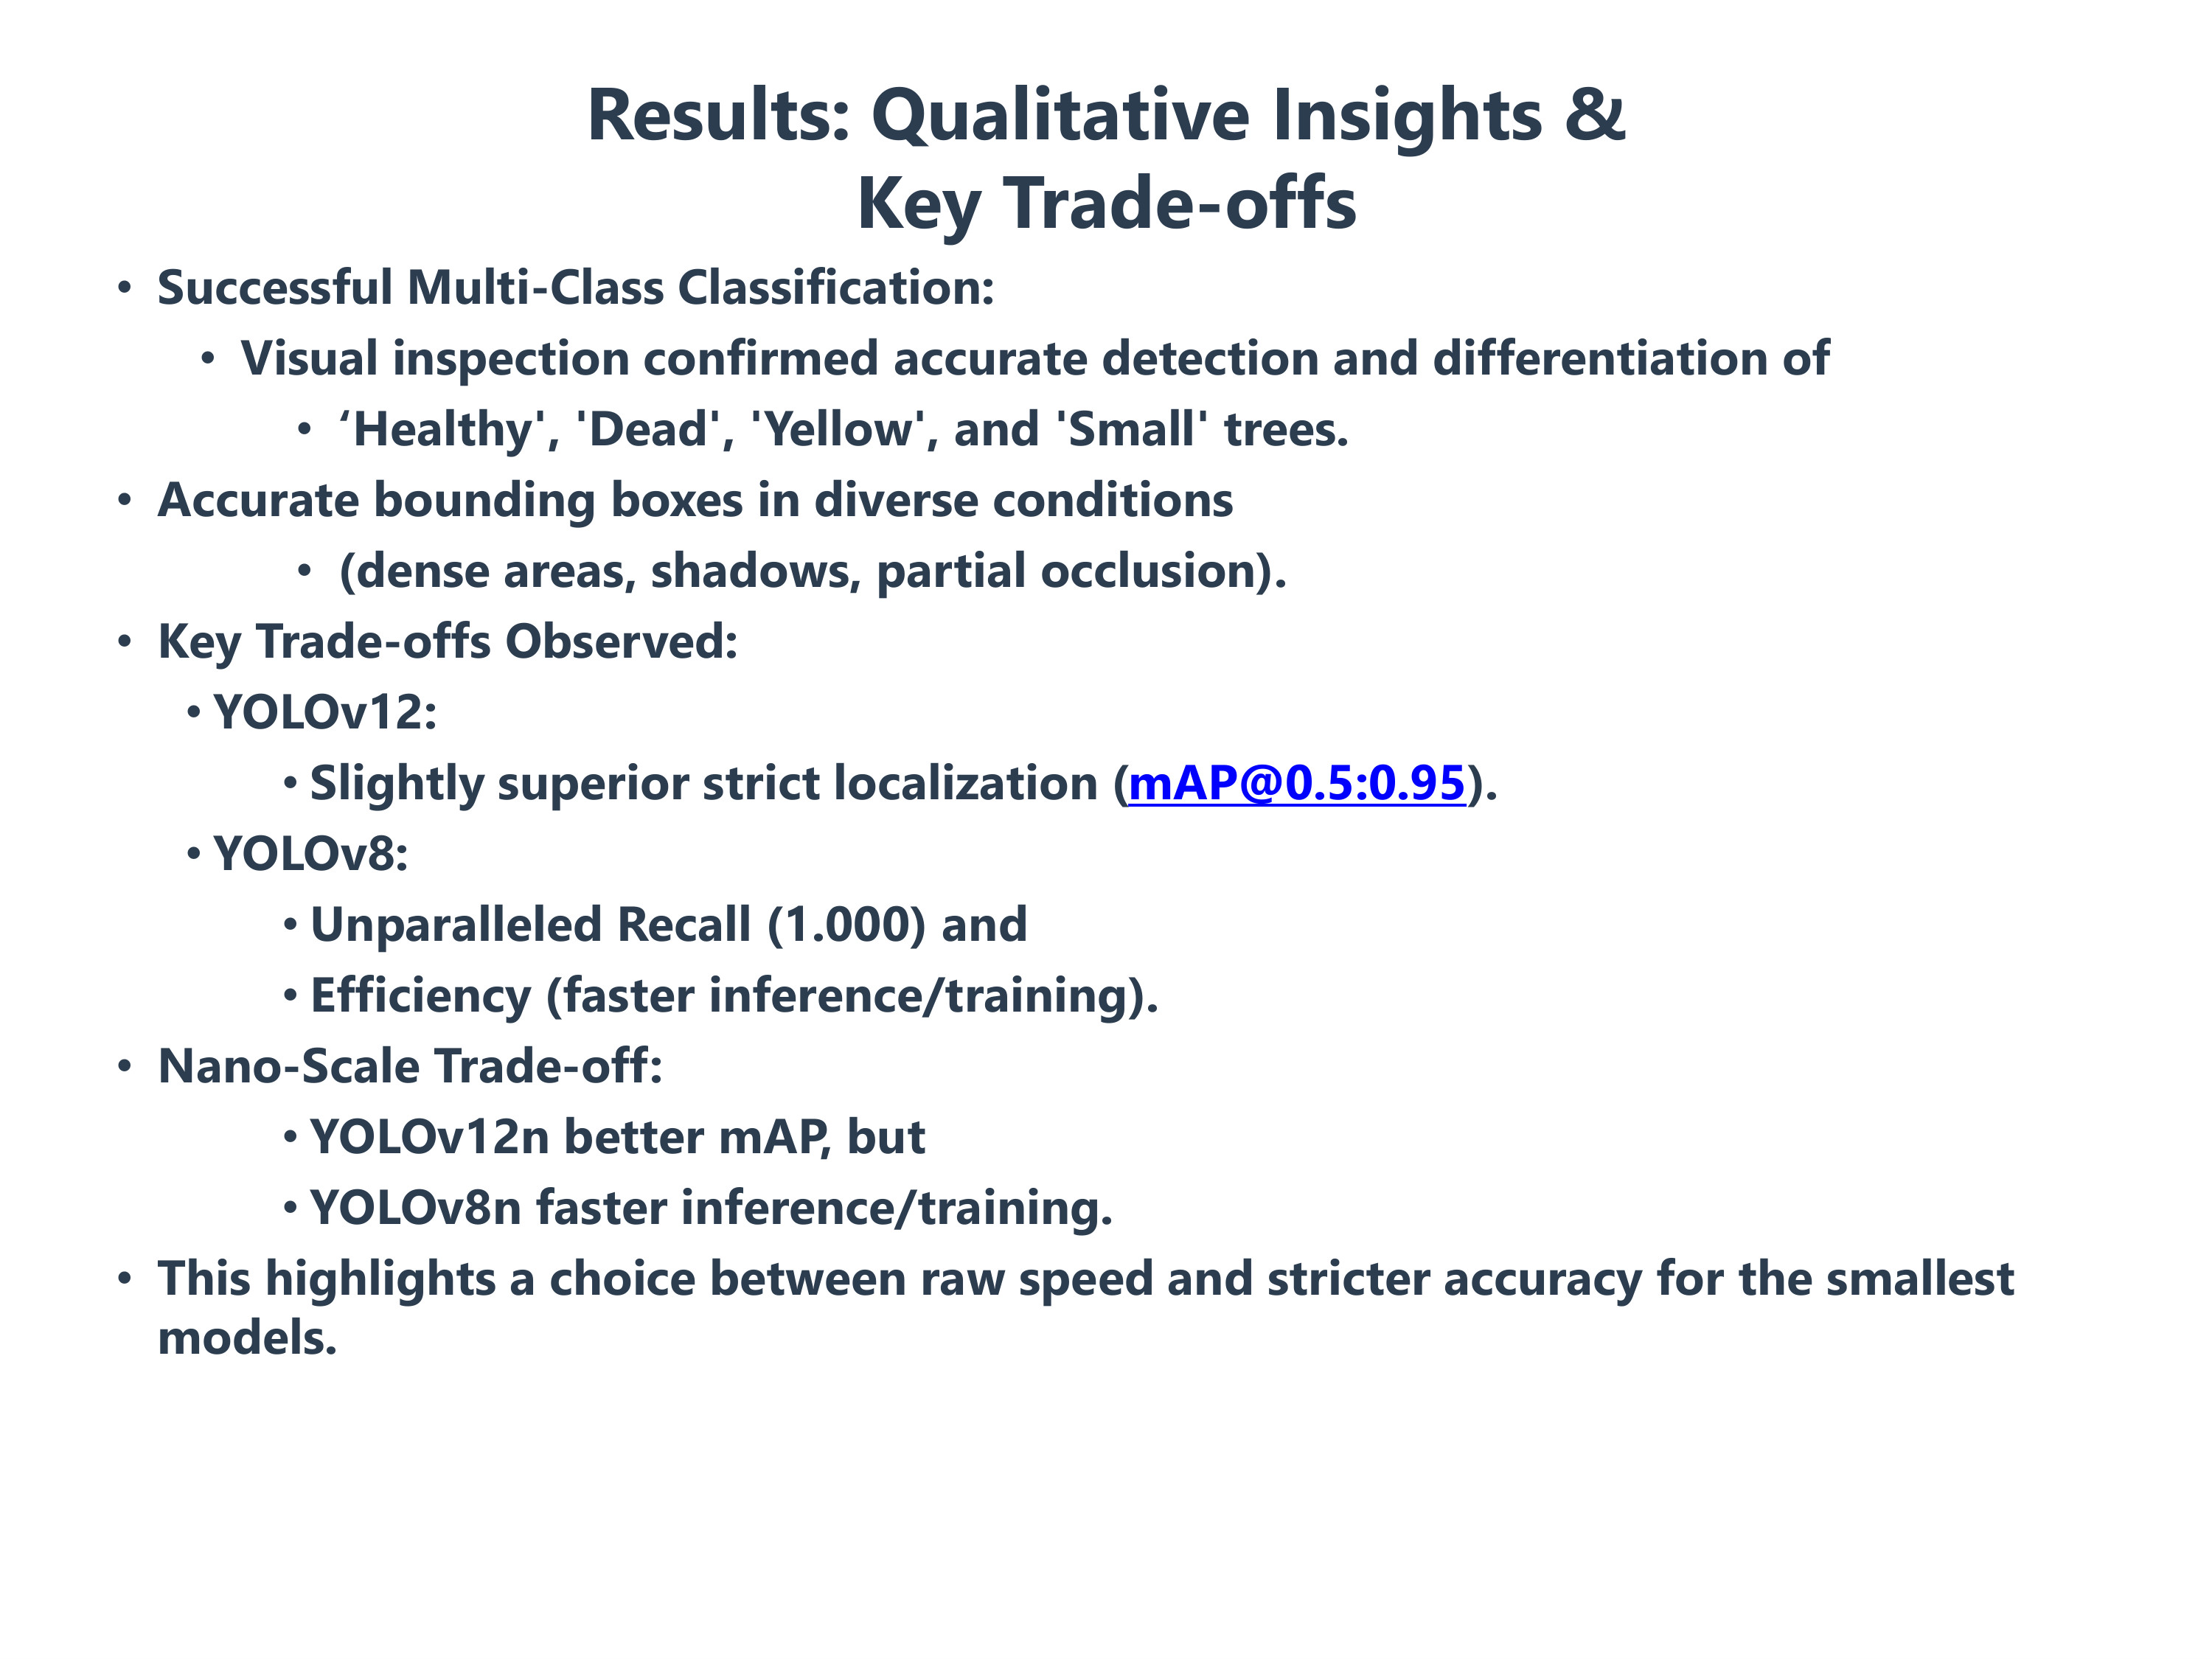 Results: Qualitative Insights &
Key Trade-offs
• Successful Multi-Class Classification:
• Visual inspection confirmed accurate detection and differentiation of
• ‘Healthy', 'Dead', 'Yellow', and 'Small' trees.
• Accurate bounding boxes in diverse conditions
• (dense areas, shadows, partial occlusion).
• Key Trade-offs Observed:
• YOLOv12:
• Slightly superior strict localization (mAP@0.5:0.95).
• YOLOv8:
• Unparalleled Recall (1.000) and
• Efficiency (faster inference/training).
• Nano-Scale Trade-off:
• YOLOv12n better mAP, but
• YOLOv8n faster inference/training.
• This highlights a choice between raw speed and stricter accuracy for the smallest
models.